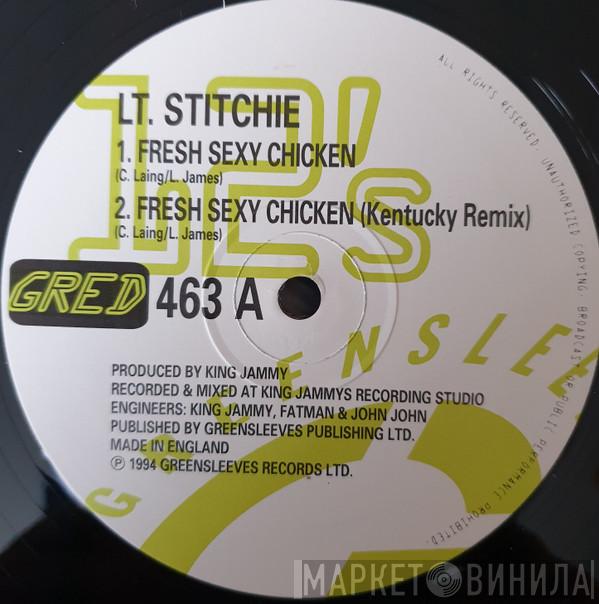 12's
LT. STITCHIE
1. FRESH SEXY CHICKEN
(C. Laing/L. James)
2. FRESH SEXY CHICKEN (Kentucky Remix)
(C. Laing/L. James)
GRED 463 A
PRODUCED BY KING JAMMY
RECORDED & MIXED AT KING JAMMYS RECORDING STUDIO
ENGINEERS: KING JAMMY, FATMAN & JOHN JOHN
PUBLISHED BY GREENSLEEVES PUBLISHING LTD.
MADE IN ENGLAND
℗ 1994 GREENSLEEVES RECORDS LTD.
GREENSLEE
ALL RIGHTS RESERVED. UNAUTHORIZED COPYING. BROADCAST OR PUBLIC PERFORMANCE PROHIBITED.
МАРКЕТ ВИНИЛА